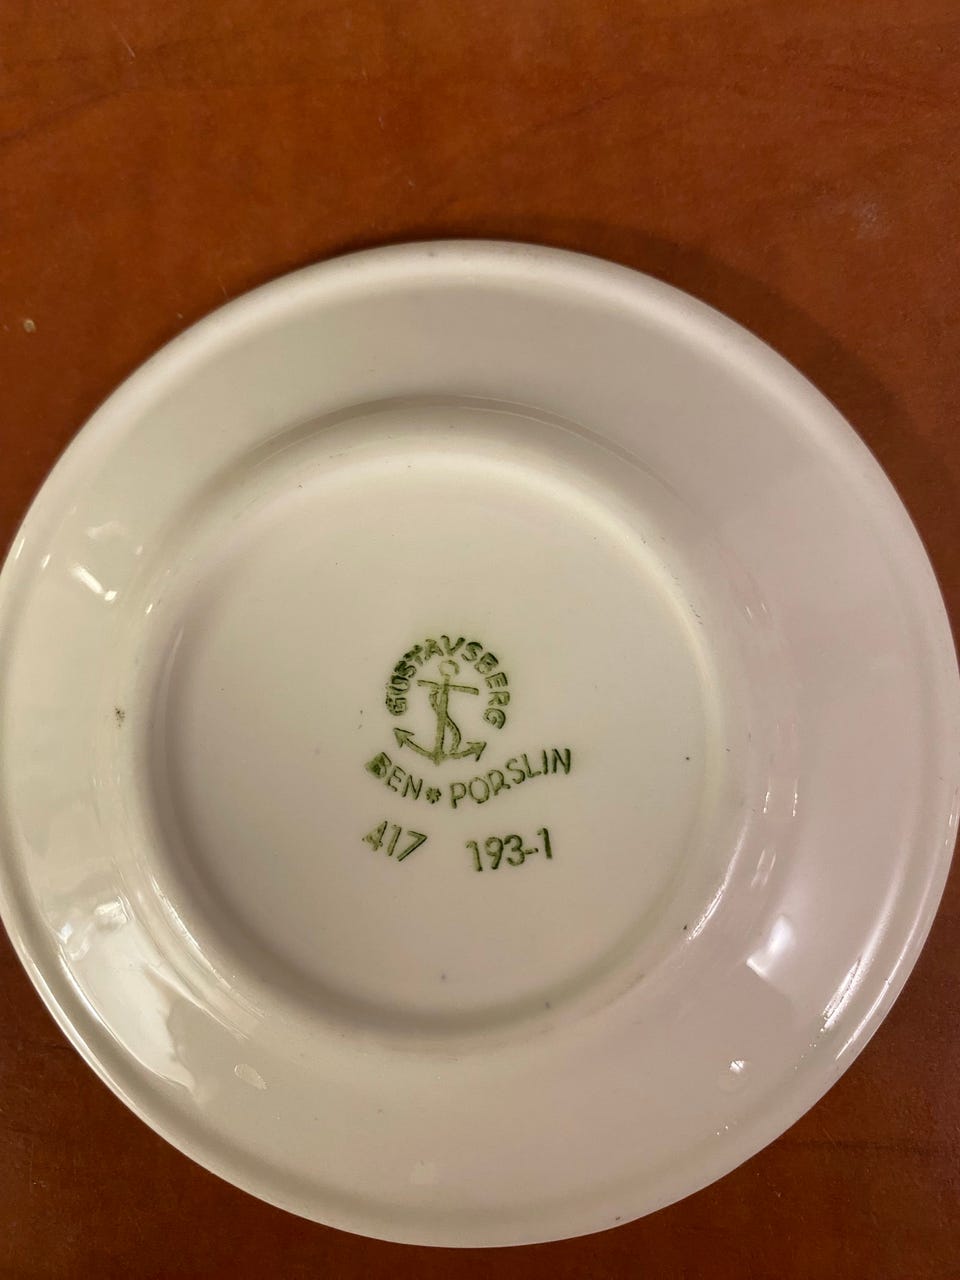 GUSTAVSBERG
BEN * PORSLIN
417 193-1